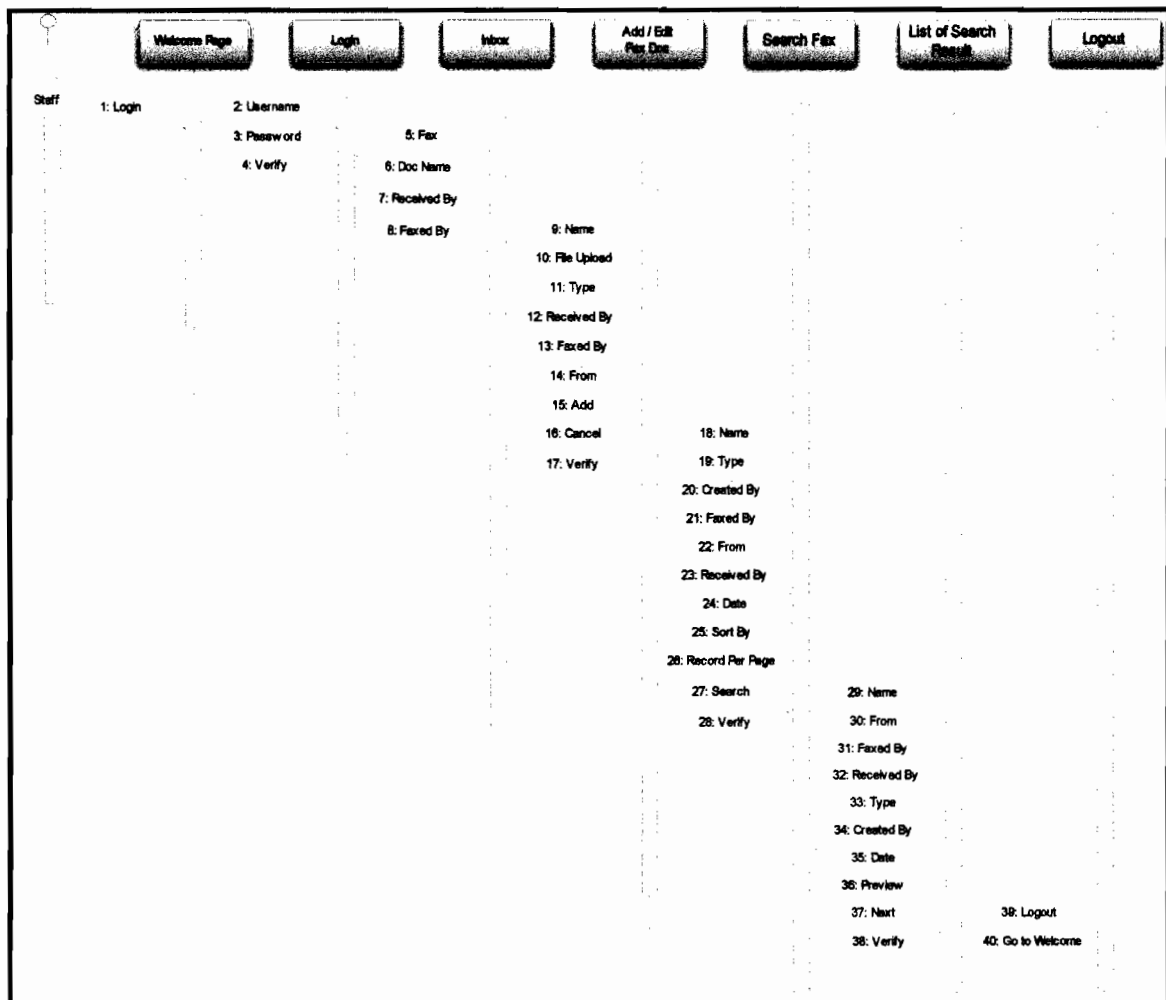 Welcome Page
Login
Inbox
Add / Edit
Fax Doc
Search Fax
List of Search
Result
Logout
Staff
1: Login
2: Username
3: Password
4: Verify
5: Fax
6: Doc Name
7: Received By
8: Faxed By
9: Name
10: File Upload
11: Type
12: Received By
13: Faxed By
14: From
15: Add
16: Cancel
17: Verify
18: Name
19: Type
20: Created By
21: Faxed By
22: From
23: Received By
24: Date
25: Sort By
26: Record Per Page
27: Search
28: Verify
29: Name
30: From
31: Faxed By
32: Received By
33: Type
34: Created By
35: Date
36: Preview
37: Next
38: Verify
39: Logout
40: Go to Welcome